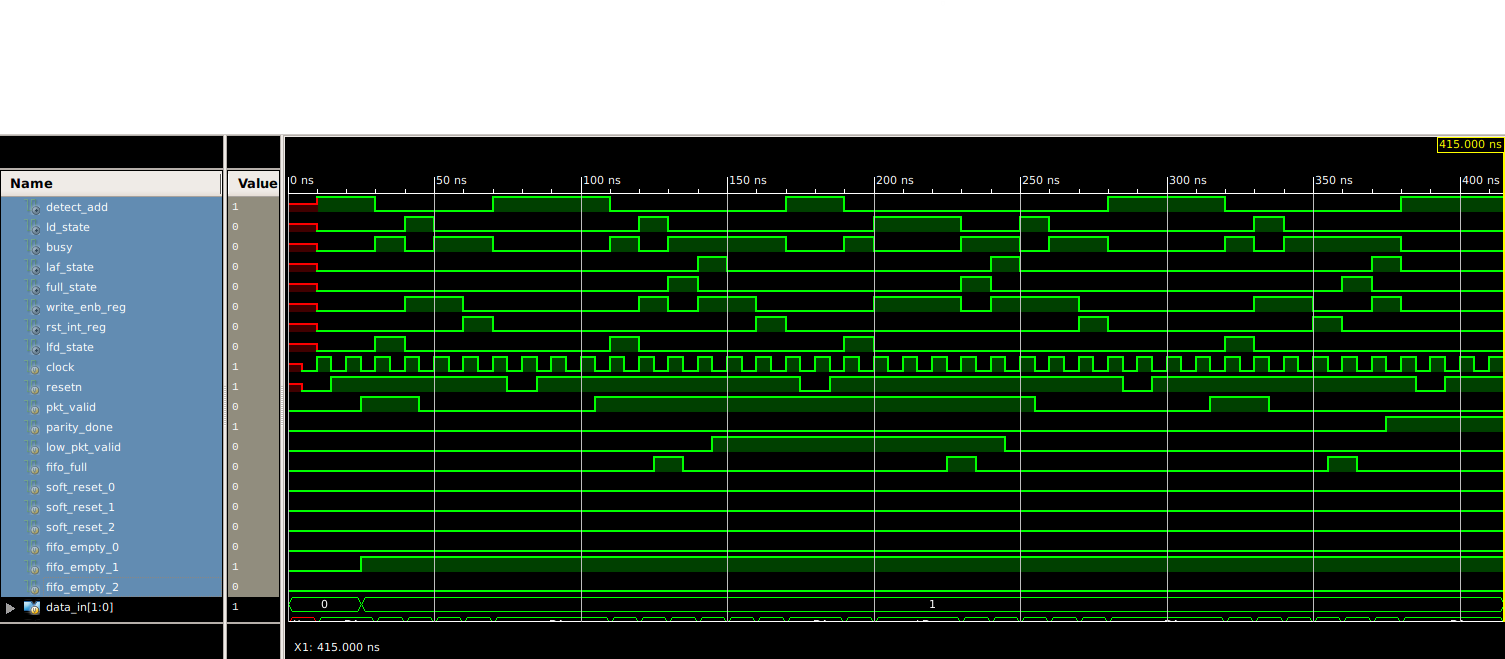 415.000 ns
Name Value
0 ns 50 ns 100 ns 150 ns 200 ns 250 ns 300 ns 350 ns 400 ns
detect_add 1
ld_state 0
busy 0
laf_state 0
full_state 0
write_enb_reg 0
rst_int_reg 0
lfd_state 0
clock 1
resetn 1
pkt_valid 0
parity_done 1
low_pkt_valid 0
fifo_full 0
soft_reset_0 0
soft_reset_1 0
soft_reset_2 0
fifo_empty_0 0
fifo_empty_1 1
fifo_empty_2 0
data_in[1:0] 1 0 1
X1: 415.000 ns